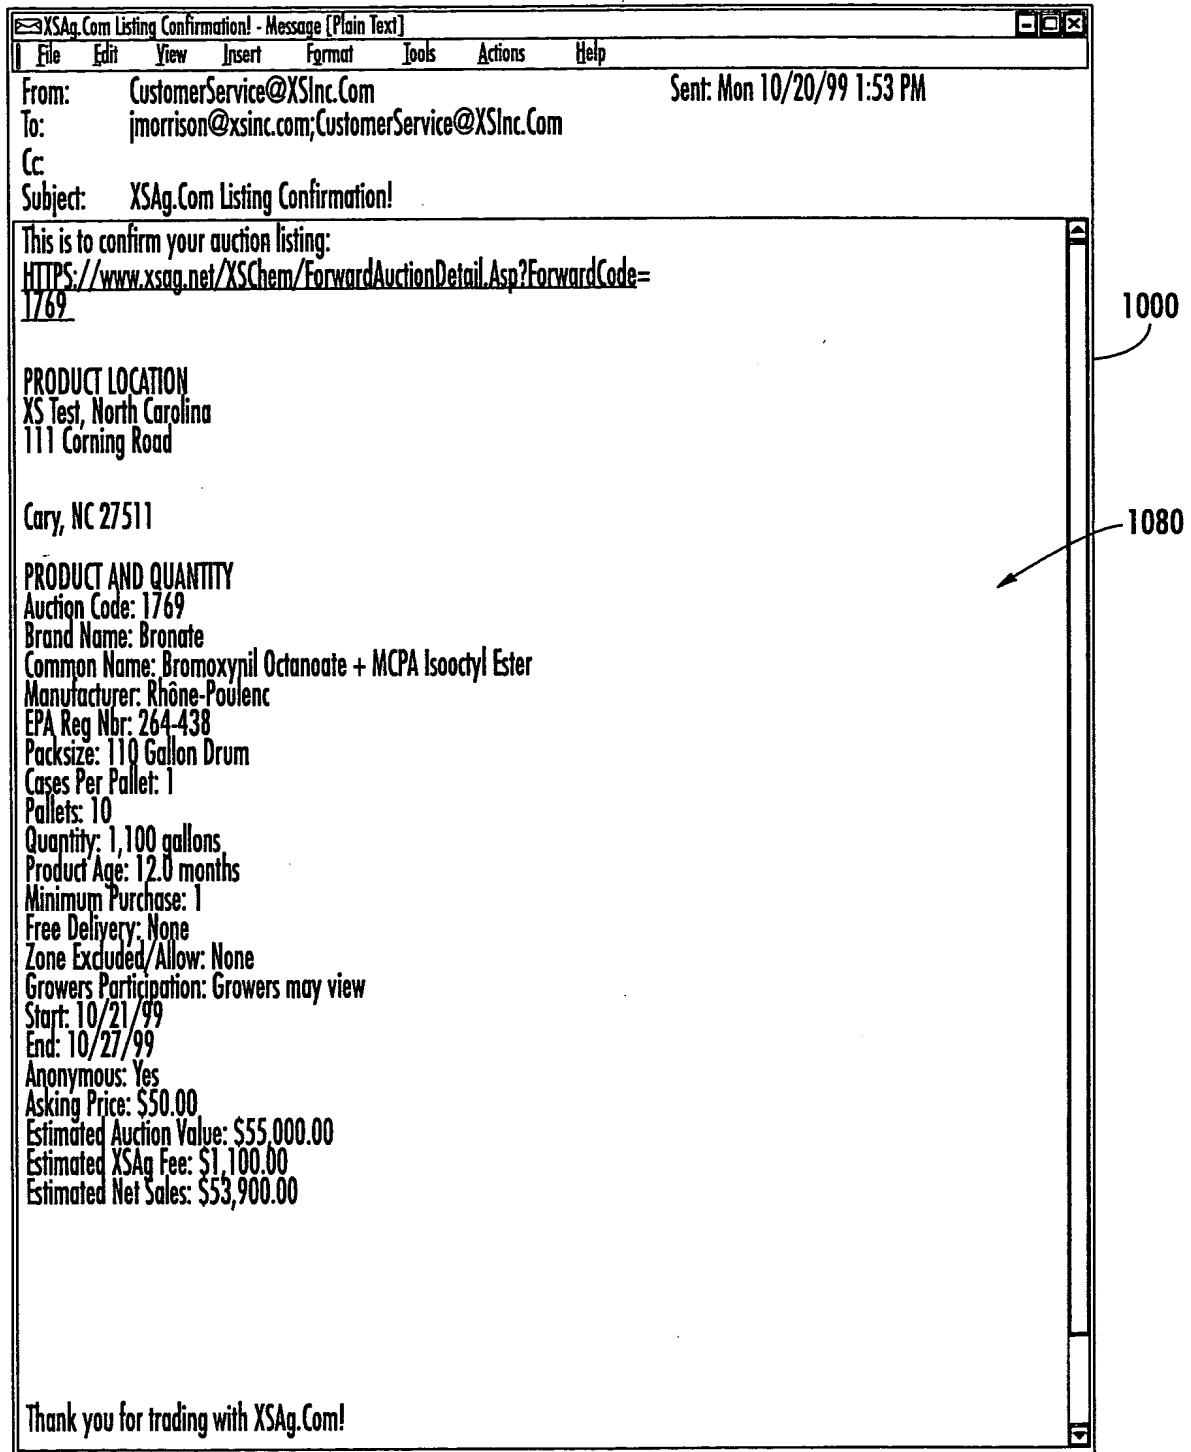 XSAg.Com Listing Confirmation! - Message [Plain Text]
File Edit View Insert Format Tools Actions Help
From: CustomerService@XSInc.Com Sent: Mon 10/20/99 1:53 PM
To: jmorrison@xsinc.com;CustomerService@XSInc.Com
Cc:
Subject: XSAg.Com Listing Confirmation!
This is to confirm your auction listing:
HTTPS://www.xsag.net/XSChem/ForwardAuctionDetail.Asp?ForwardCode=
1769
1000
PRODUCT LOCATION
XS Test, North Carolina
111 Corning Road
Cary, NC 27511
1080
PRODUCT AND QUANTITY
Auction Code: 1769
Brand Name: Bronate
Common Name: Bromoxynil Octanoate + MCPA Isooctyl Ester
Manufacturer: Rhône-Poulenc
EPA Reg Nbr: 264-438
Packsize: 110 Gallon Drum
Cases Per Pallet: 1
Pallets: 10
Quantity: 1,100 gallons
Product Age: 12.0 months
Minimum Purchase: 1
Free Delivery: None
Zone Excluded/Allow: None
Growers Participation: Growers may view
Start: 10/21/99
End: 10/27/99
Anonymous: Yes
Asking Price: $50.00
Estimated Auction Value: $55,000.00
Estimated XSAg Fee: $1,100.00
Estimated Net Sales: $53,900.00
Thank you for trading with XSAg.Com!